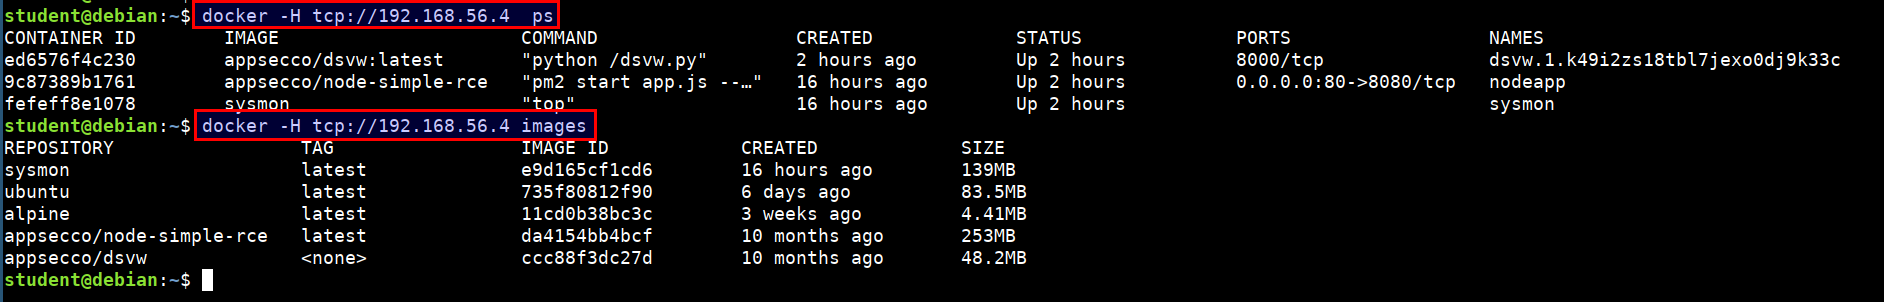 student@debian:~$ docker -H tcp://192.168.56.4  ps
CONTAINER ID        IMAGE                      COMMAND                  CREATED             STATUS              PORTS                  NAMES
ed6576f4c230        appsecco/dsvw:latest       "python /dsvw.py"        2 hours ago         Up 2 hours          8000/tcp               dsvw.1.k49i2zs18tbl7jexo0dj9k33c
9c87389b1761        appsecco/node-simple-rce   "pm2 start app.js --…"   16 hours ago        Up 2 hours          0.0.0.0:80->8080/tcp   nodeapp
fefeff8e1078        sysmon                     "top"                    16 hours ago        Up 2 hours                                 sysmon
student@debian:~$ docker -H tcp://192.168.56.4 images
REPOSITORY                 TAG                 IMAGE ID            CREATED             SIZE
sysmon                     latest              e9d165cf1cd6        16 hours ago        139MB
ubuntu                     latest              735f80812f90        6 days ago          83.5MB
alpine                     latest              11cd0b38bc3c        3 weeks ago         4.41MB
appsecco/node-simple-rce   latest              da4154bb4bcf        10 months ago       253MB
appsecco/dsvw              <none>              ccc88f3dc27d        10 months ago       48.2MB
student@debian:~$